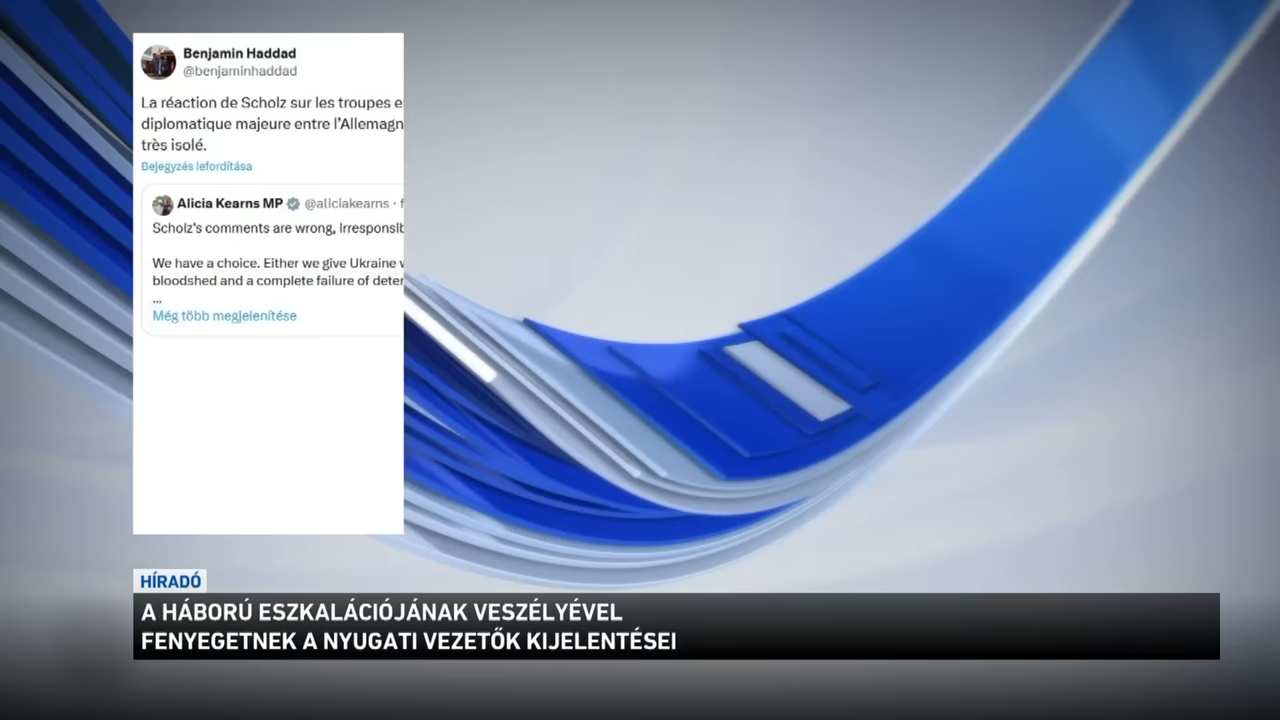 Benjamin Haddad
@benjaminhaddad
La réaction de Scholz sur les troupes e
diplomatique majeure entre l'Allemagn
très isolé.
Bejegyzés lefordítása
Alicia Kearns MP @aliciakearns · f
Scholz's comments are wrong, irresponsib
We have a choice. Either we give Ukraine w
bloodshed and a complete failure of deter
...
Még több megjelenítése
HÍRADÓ
A HÁBORÚ ESZKALÁCIÓJÁNAK VESZÉLYÉVEL
FENYEGETNEK A NYUGATI VEZETŐK KIJELENTÉSEI